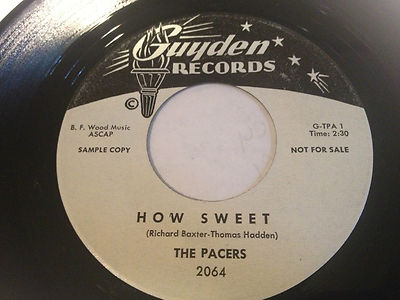 Guyden
RECORDS
©
B. F. Wood Music
ASCAP
SAMPLE COPY
G-TPA 1
Time: 2:30
NOT FOR SALE
HOW SWEET
(Richard Baxter-Thomas Hadden)
THE PACERS
2064